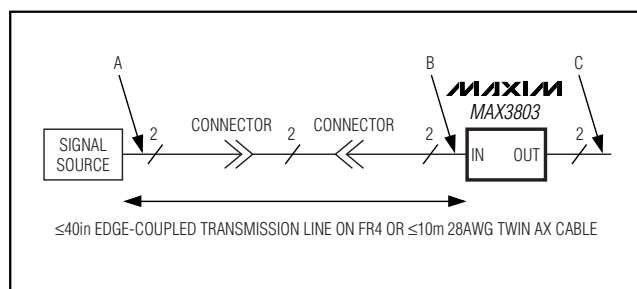 A
B
C
MAXIM
MAX3803
SIGNAL
SOURCE
2
CONNECTOR
2
CONNECTOR
2
IN OUT
2
≤40in EDGE-COUPLED TRANSMISSION LINE ON FR4 OR ≤10m 28AWG TWIN AX CABLE